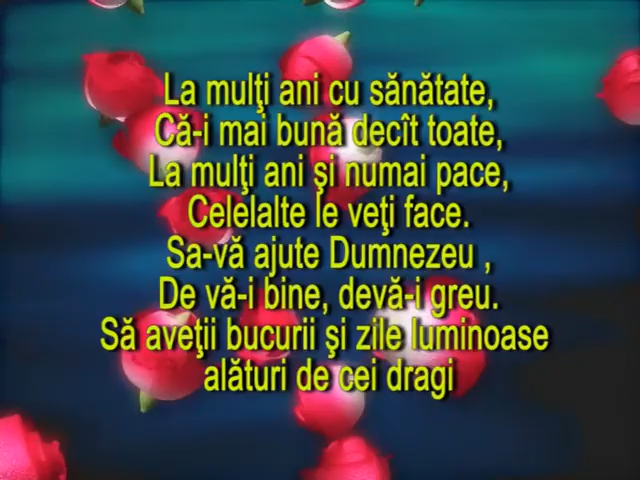 La mulţi ani cu sănătate,
Că-i mai bună decît toate,
La mulţi ani şi numai pace,
Celelalte le veţi face.
Sa-vă ajute Dumnezeu ,
De vă-i bine, devă-i greu.
Să aveţii bucurii şi zile luminoase
alături de cei dragi